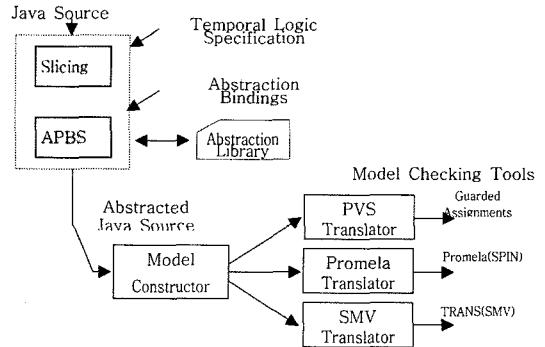 Java Source
Temporal Logic
Specification
Slicing
Abstraction
Bindings
APBS
Abstraction
Library
Model Checking Tools
Abstracted
Java Source
PVS
Translator
Guarded
Assignments
Model
Constructor
Promela
Translator
Promela(SPIN)
SMV
Translator
TRANS(SMV)